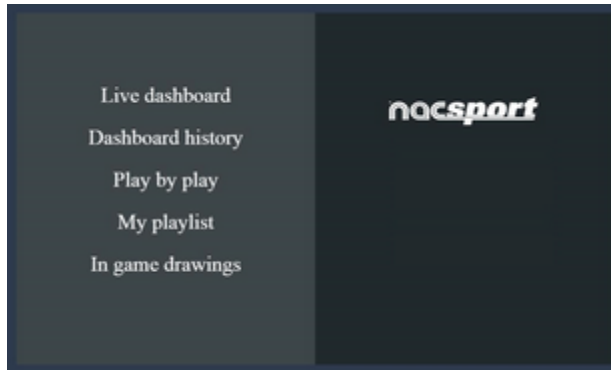 Live dashboard
Dashboard history
Play by play
My playlist
In game drawings
nacsport